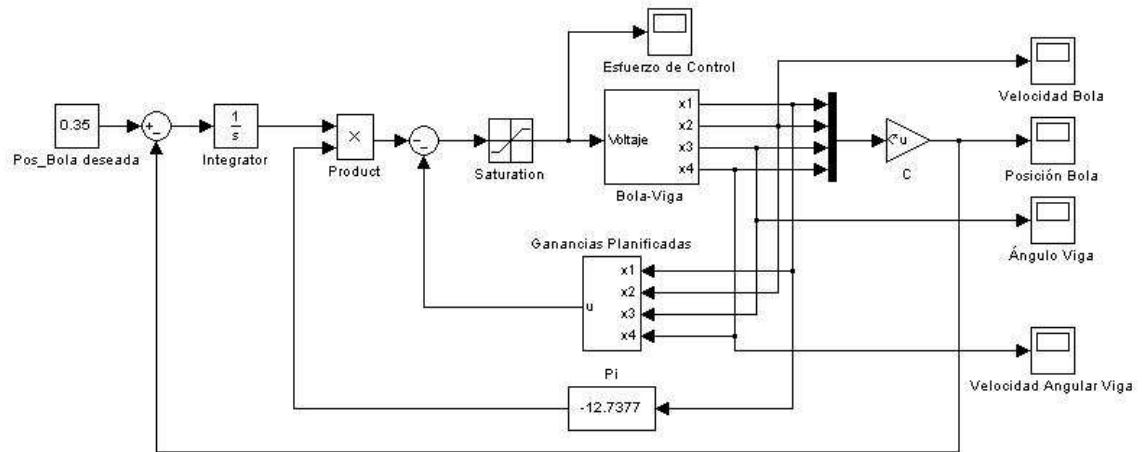 Esfuerzo de Control
Velocidad Bola
0.35
+
-
1
s
Pos_Bola deseada
Integrator
×
Product
-
-
Saturation
Voltaje
x1
x2
x3
x4
Bola-Viga
u
C
Posición Bola
Ángulo Viga
Ganancias Planificadas
x1
x2
u
x3
x4
Velocidad Angular Viga
Pi
-12.7377